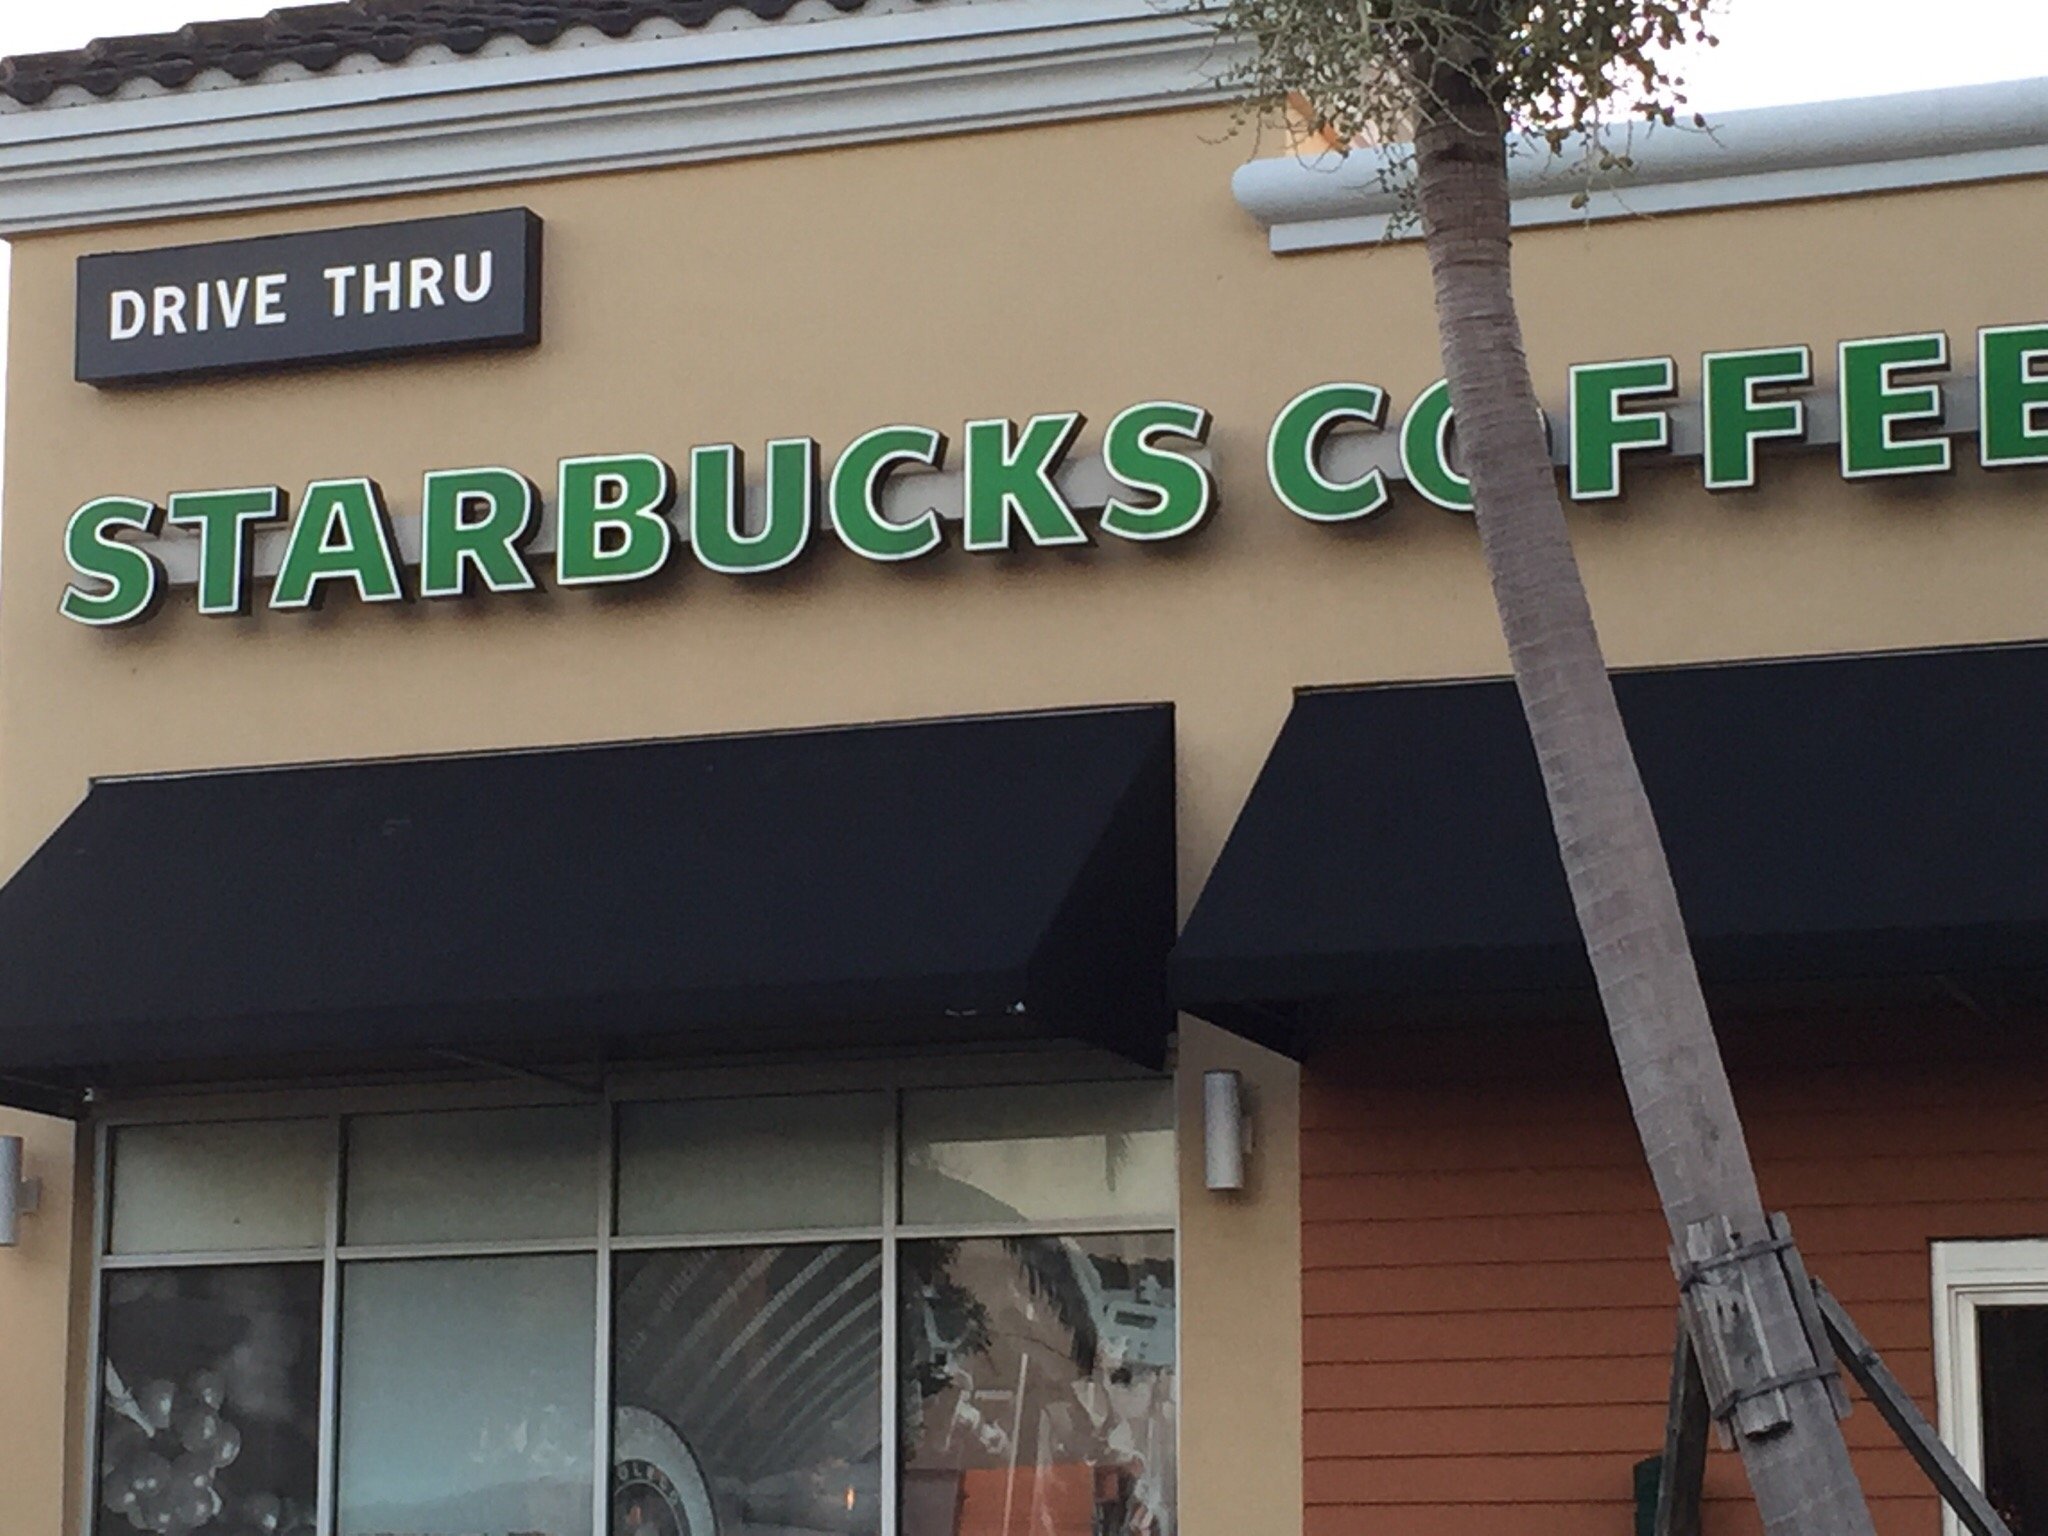 DRIVE THRU
STARBUCKS COFFEE